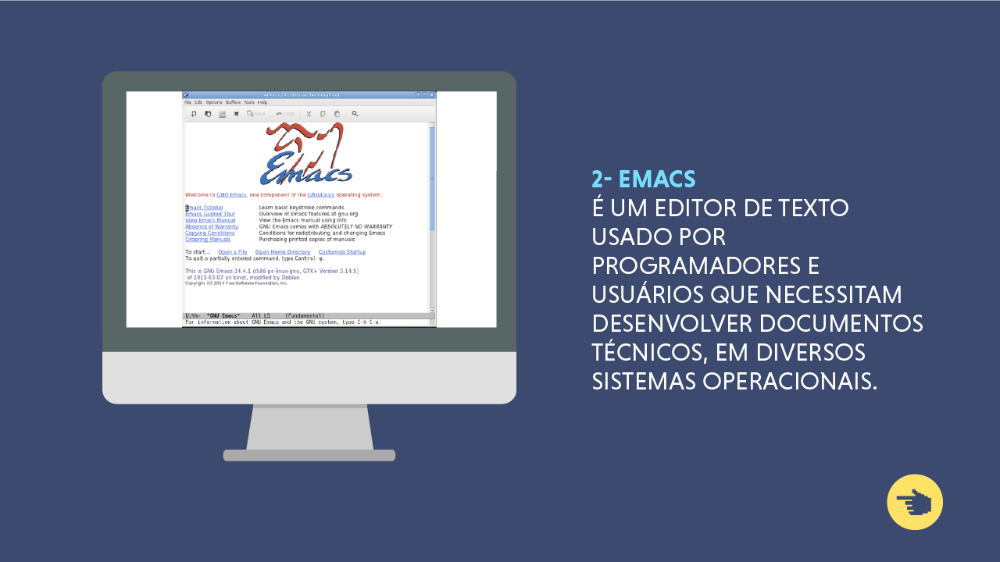 File Edit Options Buffers Tools Help
Save Undo
Emacs
Welcome to GNU Emacs, one component of the GNU/Linux operating system.
Emacs Tutorial Learn basic keystroke commands
Emacs Guided Tour Overview of Emacs features at gnu.org
View Emacs Manual View the Emacs manual using Info
Absence of Warranty GNU Emacs comes with ABSOLUTELY NO WARRANTY
Copying Conditions Conditions for redistributing and changing Emacs
Ordering Manuals Purchasing printed copies of manuals
To start... Open a File Open Home Directory Customize Startup
To quit a partially entered command, type Control-g.
This is GNU Emacs 24.4.1 (i586-pc-linux-gnu, GTK+ Version 3.14.5)
of 2015-03-07 on binet, modified by Debian
Copyright (C) 2014 Free Software Foundation, Inc.
U:%%- *GNU Emacs* All L5 (Fundamental)
For information about GNU Emacs and the GNU system, type C-h C-a.
2- EMACS
É UM EDITOR DE TEXTO
USADO POR
PROGRAMADORES E
USUÁRIOS QUE NECESSITAM
DESENVOLVER DOCUMENTOS
TÉCNICOS, EM DIVERSOS
SISTEMAS OPERACIONAIS.